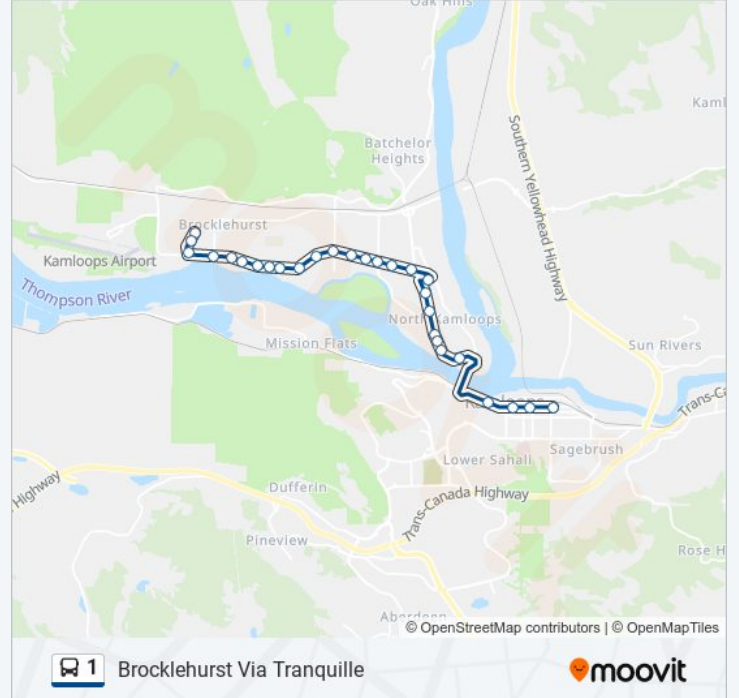 Oak Hills
Kaml
Batchelor
Heights
Southern Yellowhead Highway
Brocklehurst
Kamloops Airport
Thompson River
North Kamloops
Mission Flats
Sun Rivers
Kamloops
Trans-Ca
Sagebrush
Lower Sahali
Highway
Dufferin
Trans-Canada Highway
Pineview
Rose H
Aberdeen
© OpenStreetMap contributors | © OpenMapTiles
1 Brocklehurst Via Tranquille
moovit